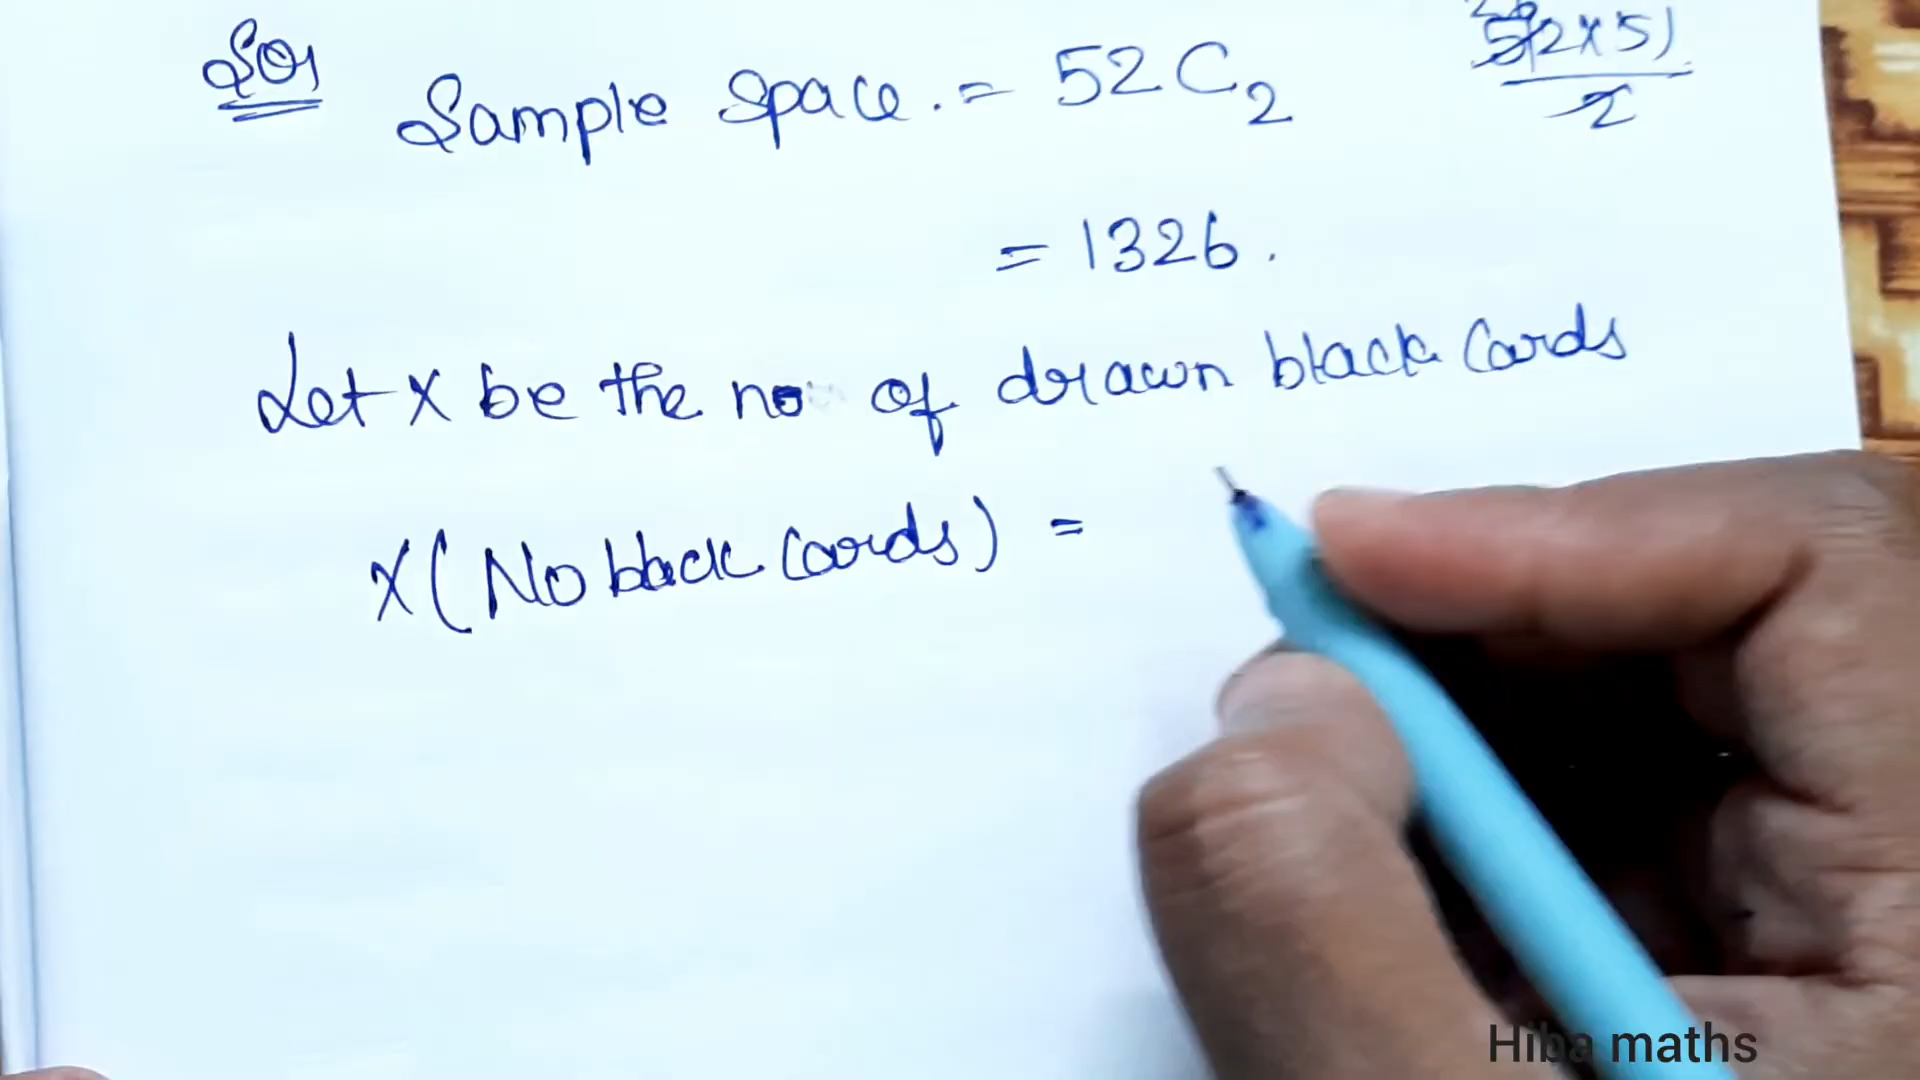 Sol
Sample space. = 52C2
52×51
2
= 1326.
Let X be the no of drawn black Cards
X(No black Cards) =
Hiba maths